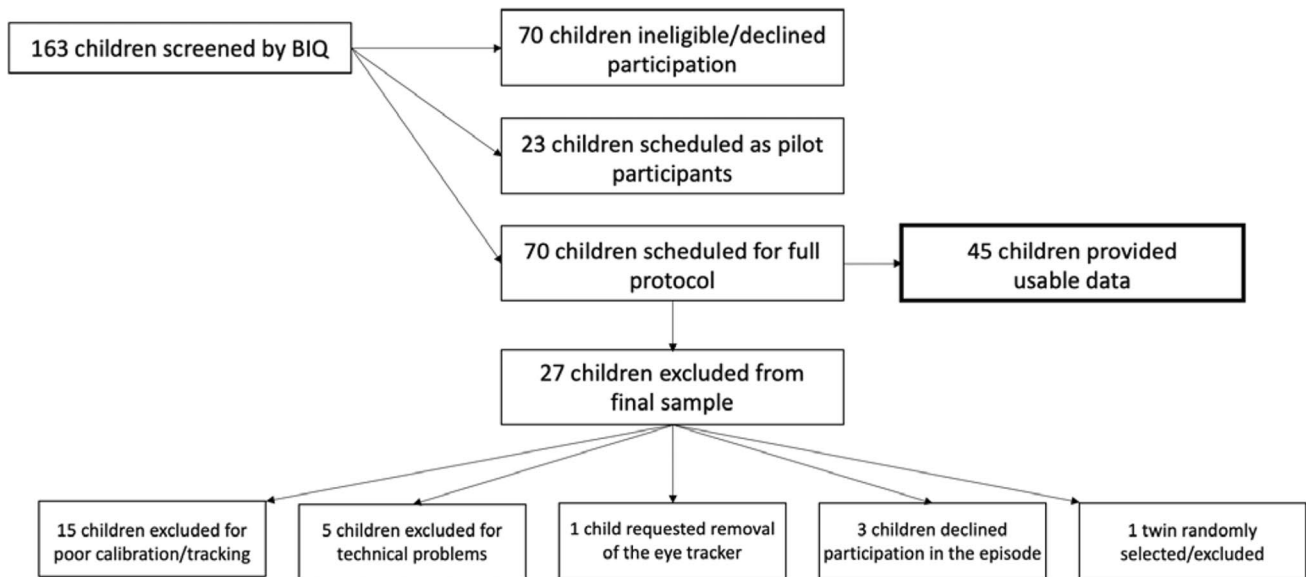 163 children screened by BIQ
70 children ineligible/declined
participation
23 children scheduled as pilot
participants
70 children scheduled for full
protocol
45 children provided
usable data
27 children excluded from
final sample
15 children excluded for
poor calibration/tracking
5 children excluded for
technical problems
1 child requested removal
of the eye tracker
3 children declined
participation in the episode
1 twin randomly
selected/excluded